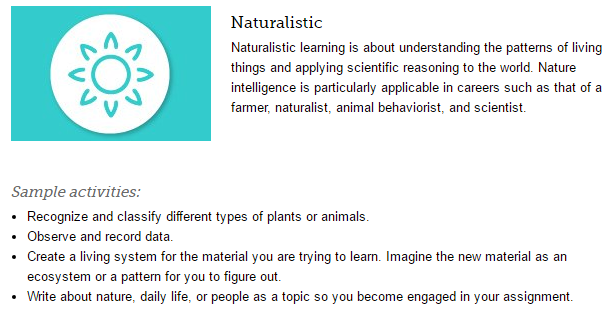 Naturalistic
Naturalistic learning is about understanding the patterns of living
things and applying scientific reasoning to the world. Nature
intelligence is particularly applicable in careers such as that of a
farmer, naturalist, animal behaviorist, and scientist.
Sample activities:
• Recognize and classify different types of plants or animals.
• Observe and record data.
• Create a living system for the material you are trying to learn. Imagine the new material as an
ecosystem or a pattern for you to figure out.
• Write about nature, daily life, or people as a topic so you become engaged in your assignment.